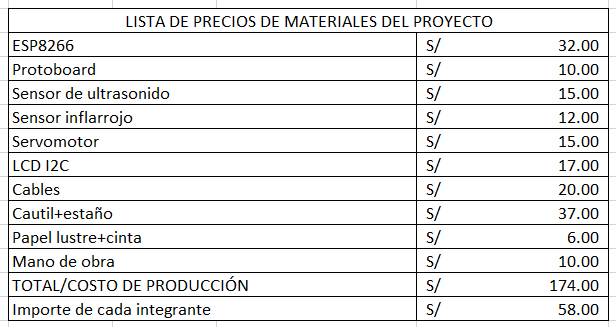 LISTA DE PRECIOS DE MATERIALES DEL PROYECTO
ESP8266 S/ 32.00
Protoboard S/ 10.00
Sensor de ultrasonido S/ 15.00
Sensor inflarrojo S/ 12.00
Servomotor S/ 15.00
LCD I2C S/ 17.00
Cables S/ 20.00
Cautil+estaño S/ 37.00
Papel lustre+cinta S/ 6.00
Mano de obra S/ 10.00
TOTAL/COSTO DE PRODUCCIÓN S/ 174.00
Importe de cada integrante S/ 58.00